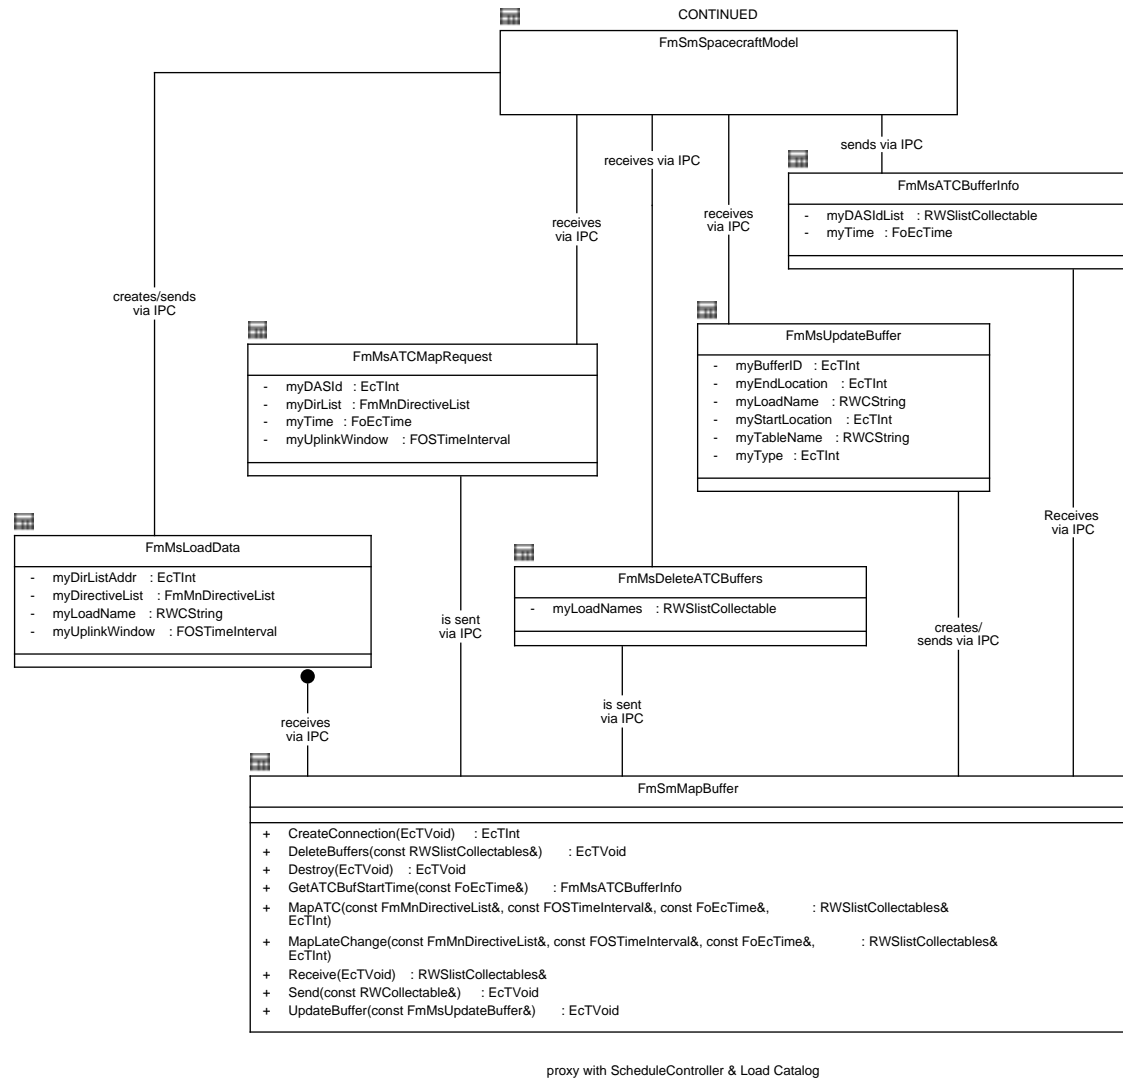 CONTINUED
FmSmSpacecraftModel
sends via IPC
receives via IPC
FmMsATCBufferInfo
- myDASIdList : RWSlistCollectable
- myTime : FoEcTime
receives
via IPC
receives
via IPC
creates/sends
via IPC
FmMsUpdateBuffer
- myBufferID : EcTInt
- myEndLocation : EcTInt
- myLoadName : RWCString
- myStartLocation : EcTInt
- myTableName : RWCString
- myType : EcTInt
FmMsATCMapRequest
- myDASId : EcTInt
- myDirList : FmMnDirectiveList
- myTime : FoEcTime
- myUplinkWindow : FOSTimeInterval
Receives
via IPC
FmMsLoadData
- myDirListAddr : EcTInt
- myDirectiveList : FmMnDirectiveList
- myLoadName : RWCString
- myUplinkWindow : FOSTimeInterval
FmMsDeleteATCBuffers
- myLoadNames : RWSlistCollectable
is sent
via IPC
creates/
sends via IPC
is sent
via IPC
receives
via IPC
FmSmMapBuffer
+ CreateConnection(EcTVoid) : EcTInt
+ DeleteBuffers(const RWSlistCollectables&) : EcTVoid
+ Destroy(EcTVoid) : EcTVoid
+ GetATCBufStartTime(const FoEcTime&) : FmMsATCBufferInfo
+ MapATC(const FmMnDirectiveList&, const FOSTimeInterval&, const FoEcTime&, : RWSlistCollectables&
EcTInt)
+ MapLateChange(const FmMnDirectiveList&, const FOSTimeInterval&, const FoEcTime&, : RWSlistCollectables&
EcTInt)
+ Receive(EcTVoid) : RWSlistCollectables&
+ Send(const RWCollectable&) : EcTVoid
+ UpdateBuffer(const FmMsUpdateBuffer&) : EcTVoid
proxy with ScheduleController & Load Catalog